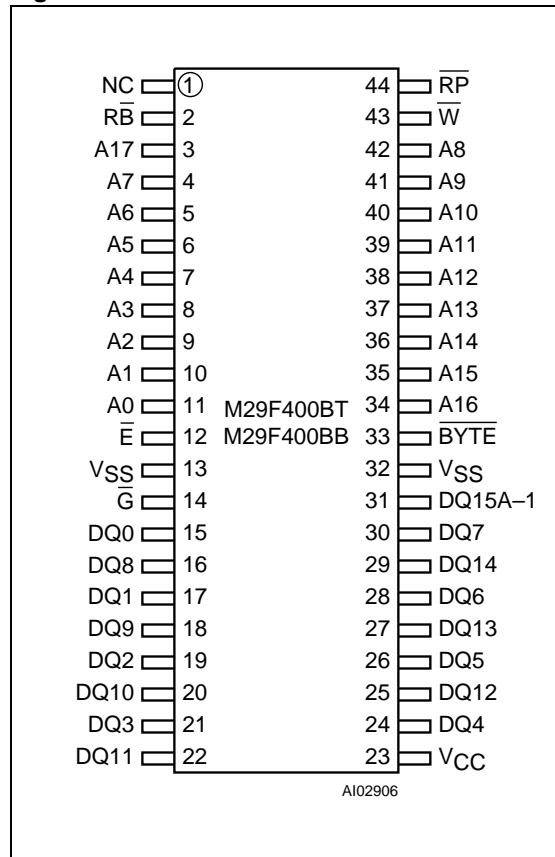 NC 1 44 R̅P̅
RB̅ 2 43 W̅
A17 3 42 A8
A7 4 41 A9
A6 5 40 A10
A5 6 39 A11
A4 7 38 A12
A3 8 37 A13
A2 9 36 A14
A1 10 35 A15
A0 11 M29F400BT 34 A16
E̅ 12 M29F400BB 33 B̅Y̅T̅E̅
VSS 13 32 VSS
G̅ 14 31 DQ15A–1
DQ0 15 30 DQ7
DQ8 16 29 DQ14
DQ1 17 28 DQ6
DQ9 18 27 DQ13
DQ2 19 26 DQ5
DQ10 20 25 DQ12
DQ3 21 24 DQ4
DQ11 22 23 VCC
AI02906